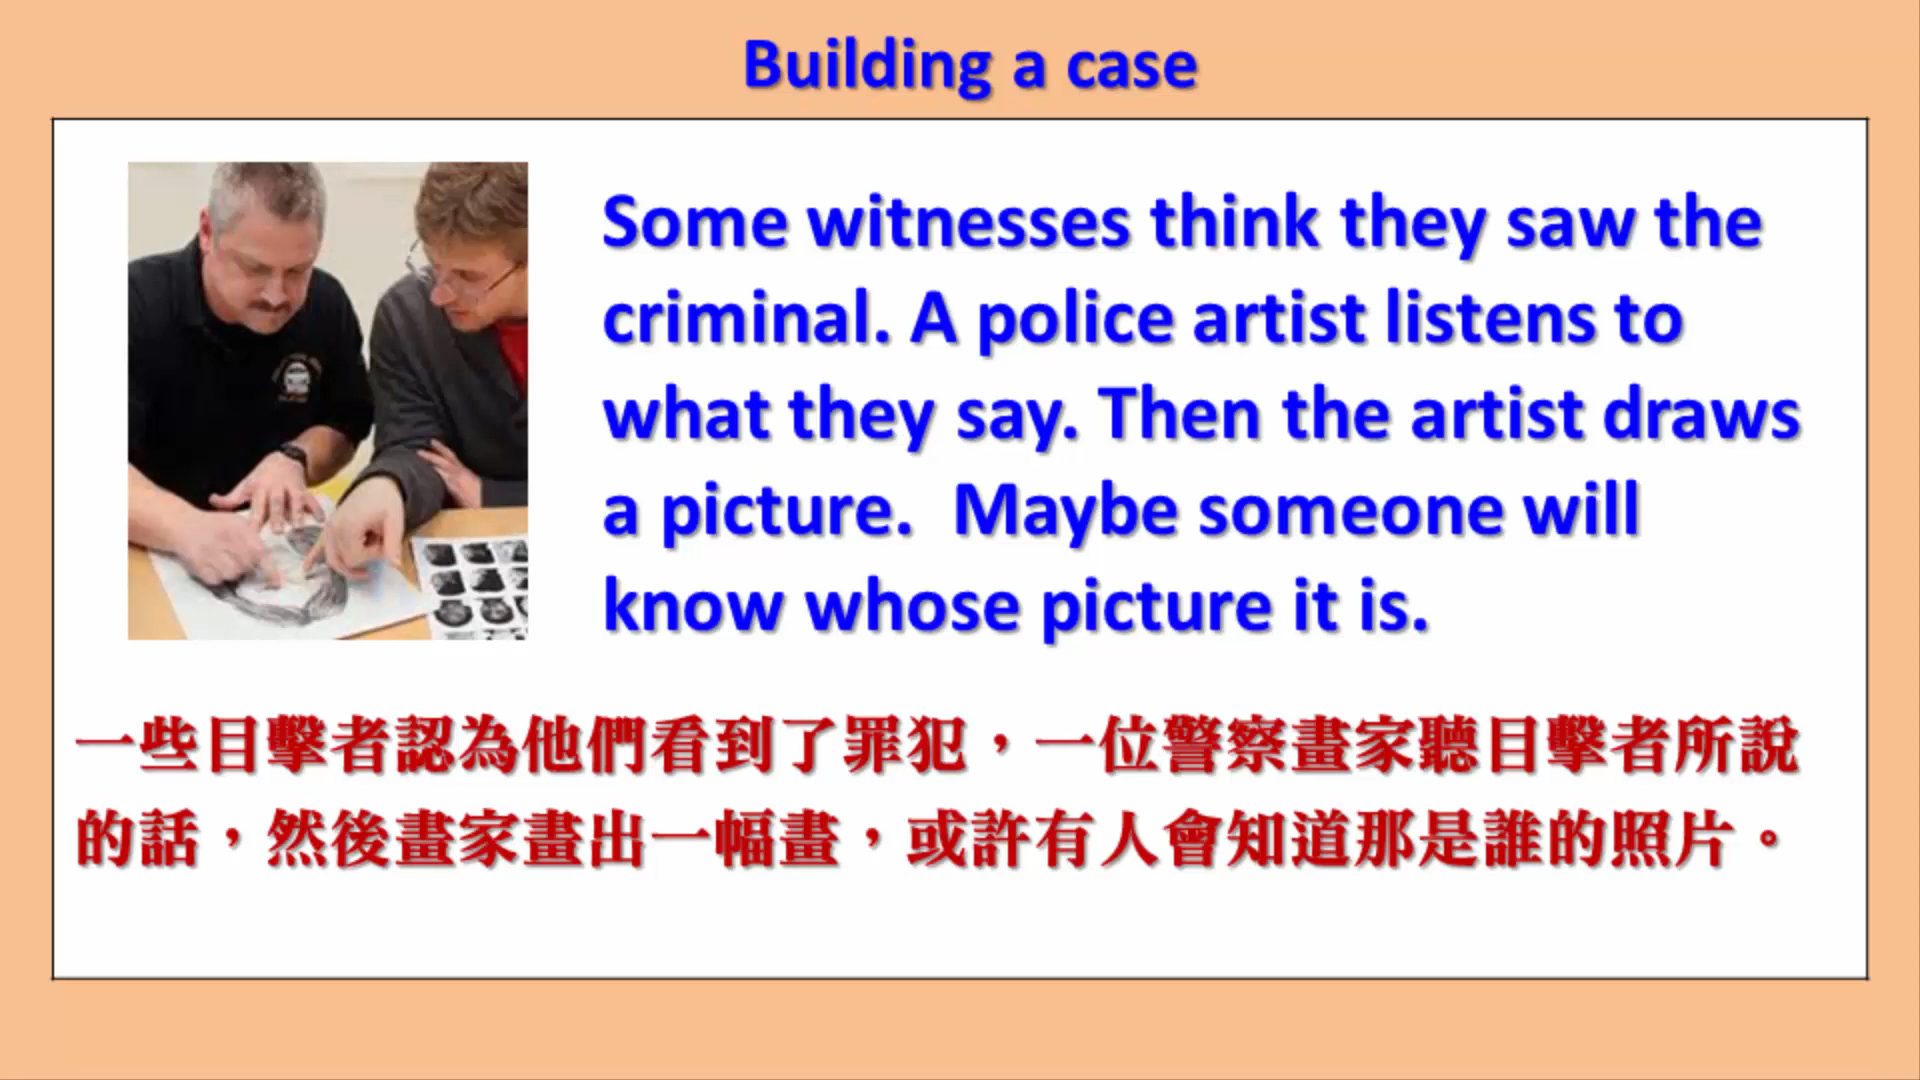 Building a case
Some witnesses think they saw the
criminal. A police artist listens to
what they say. Then the artist draws
a picture.  Maybe someone will
know whose picture it is.
一些目擊者認為他們看到了罪犯，一位警察畫家聽目擊者所說
的話，然後畫家畫出一幅畫，或許有人會知道那是誰的照片。